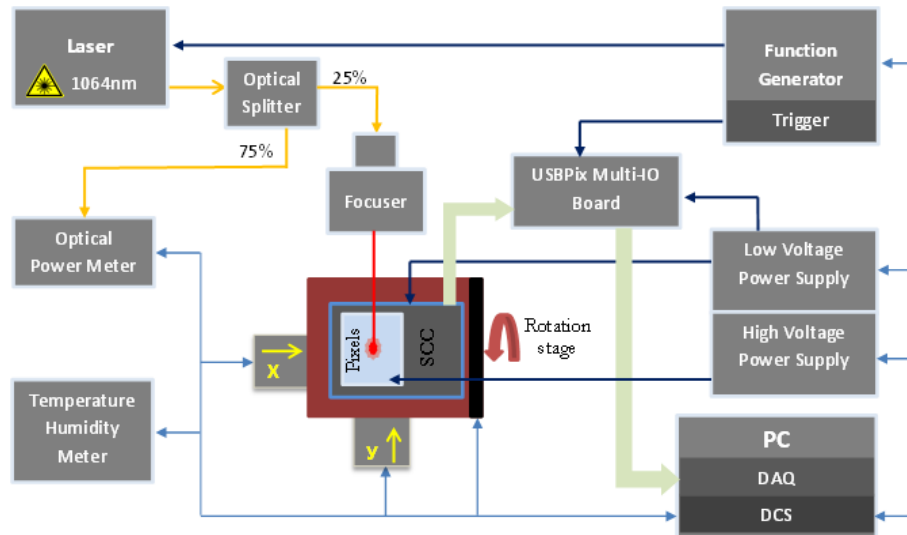 Laser
1064nm
Optical
Splitter
25%
75%
Function
Generator
Trigger
USBPix Multi-IO
Board
Focuser
Optical
Power Meter
Low Voltage
Power Supply
High Voltage
Power Supply
Pixels
SCC
Rotation
stage
X
y
Temperature
Humidity
Meter
PC
DAQ
DCS